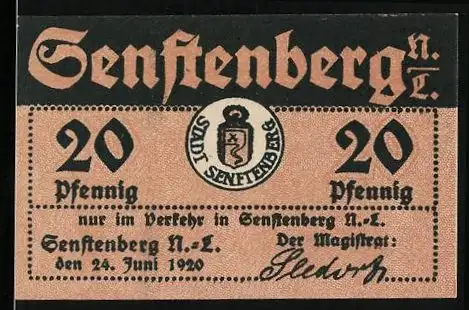 Senftenberg N./L.
20 20
Pfennig Pfennig
STADT SENFTENBERG
nur im Verkehr in Senftenberg N.-L.
Senftenberg N.-L. Der Magistrat:
den 24. Juni 1920